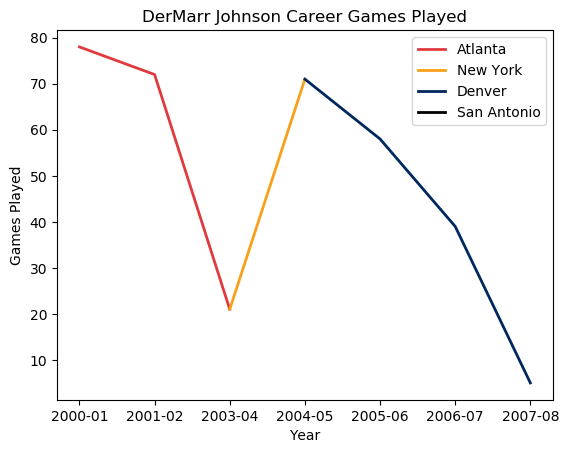 DerMarr Johnson Career Games Played
Atlanta
New York
Denver
San Antonio
80
70
60
50
40
30
20
10
Games Played
2000-01 2001-02 2003-04 2004-05 2005-06 2006-07 2007-08
Year